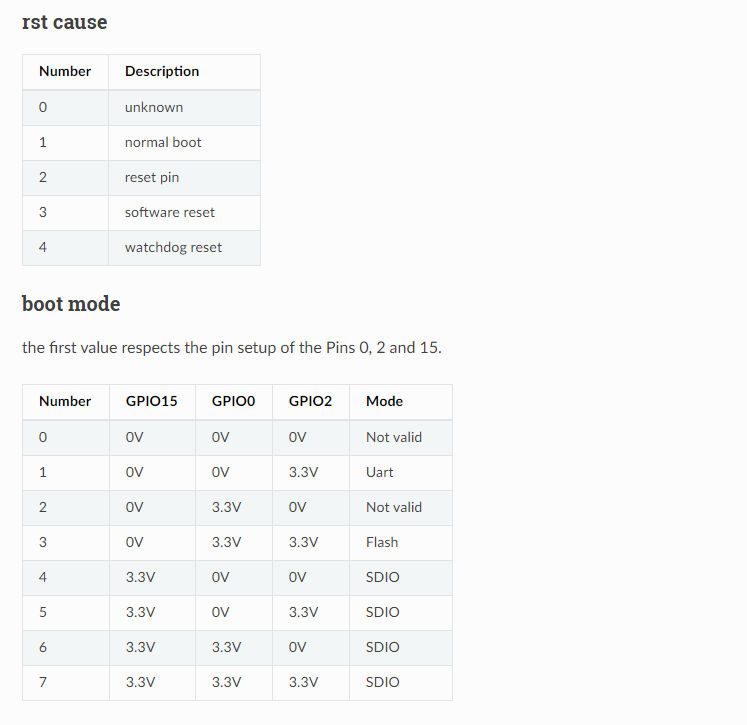 rst cause
Number Description
0 unknown
1 normal boot
2 reset pin
3 software reset
4 watchdog reset
boot mode
the first value respects the pin setup of the Pins 0, 2 and 15.
Number GPIO15 GPIO0 GPIO2 Mode
0 0V 0V 0V Not valid
1 0V 0V 3.3V Uart
2 0V 3.3V 0V Not valid
3 0V 3.3V 3.3V Flash
4 3.3V 0V 0V SDIO
5 3.3V 0V 3.3V SDIO
6 3.3V 3.3V 0V SDIO
7 3.3V 3.3V 3.3V SDIO